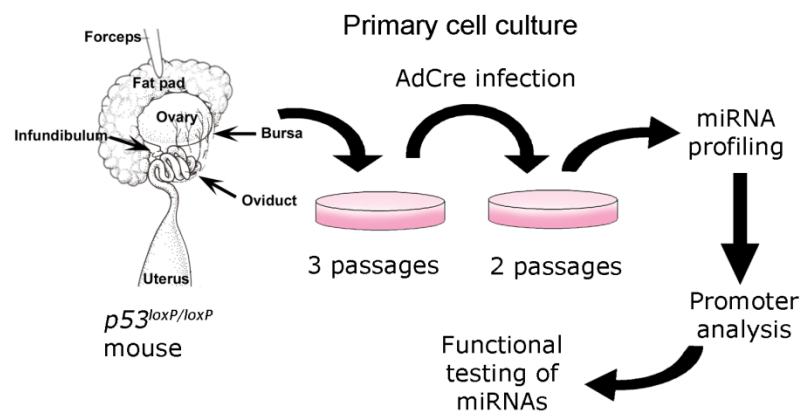 Primary cell culture
Forceps
Fat pad
Ovary
Infundibulum
Bursa
Oviduct
Uterus
p53loxP/loxP
mouse
AdCre infection
3 passages
2 passages
miRNA
profiling
Promoter
analysis
Functional
testing of
miRNAs